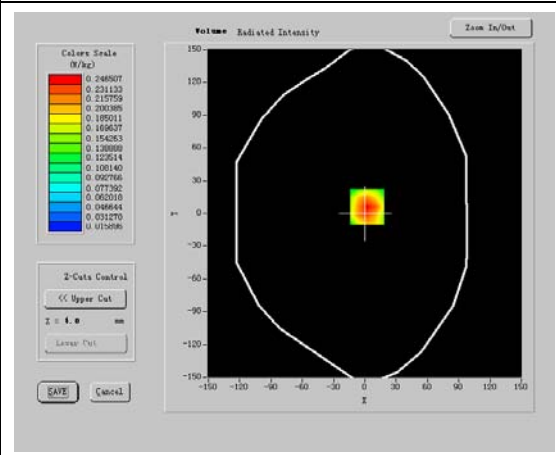 Volume Radiated Intensity
Zoom In/Out
Colors Scale
(W/kg)
0.246507
0.231133
0.215759
0.200385
0.185011
0.169637
0.154263
0.138888
0.123514
0.108140
0.092766
0.077392
0.062018
0.046644
0.031270
0.015896
Z-Cuts Control
<< Upper Cut
Z = 4.0 mm
Lower Cut
SAVE
Cancel
150
120
90
60
30
0
-30
-60
-90
-120
-150
Y
-150 -120 -90 -60 -30 0 30 60 90 120 150
X